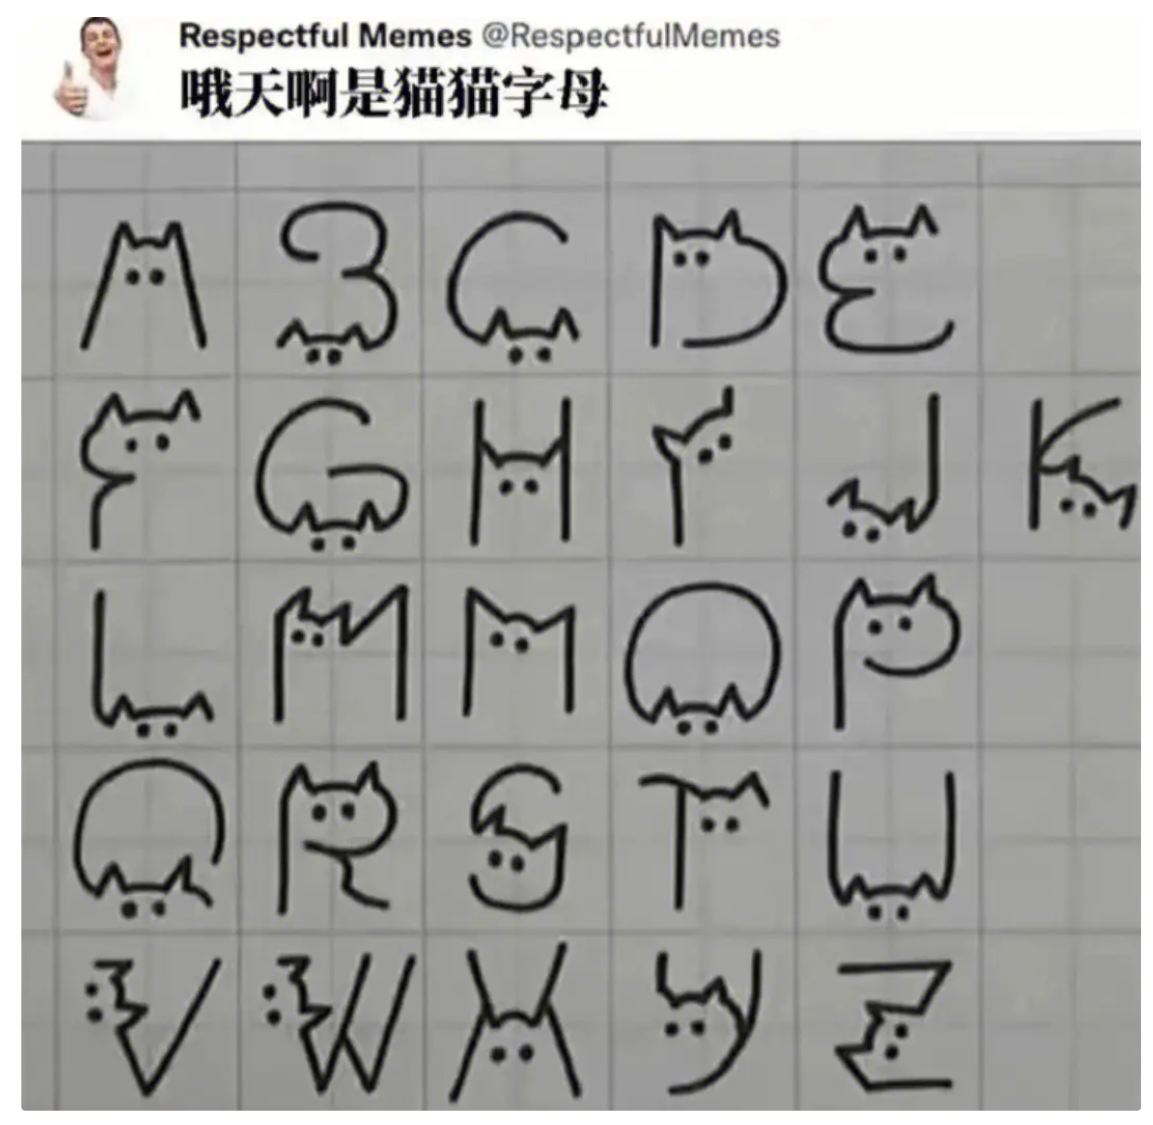 Respectful Memes @RespectfulMemes
哦天啊是猫猫字母
A B C D E
F G H I J K
L M N O P
Q R S T U
V W X Y Z